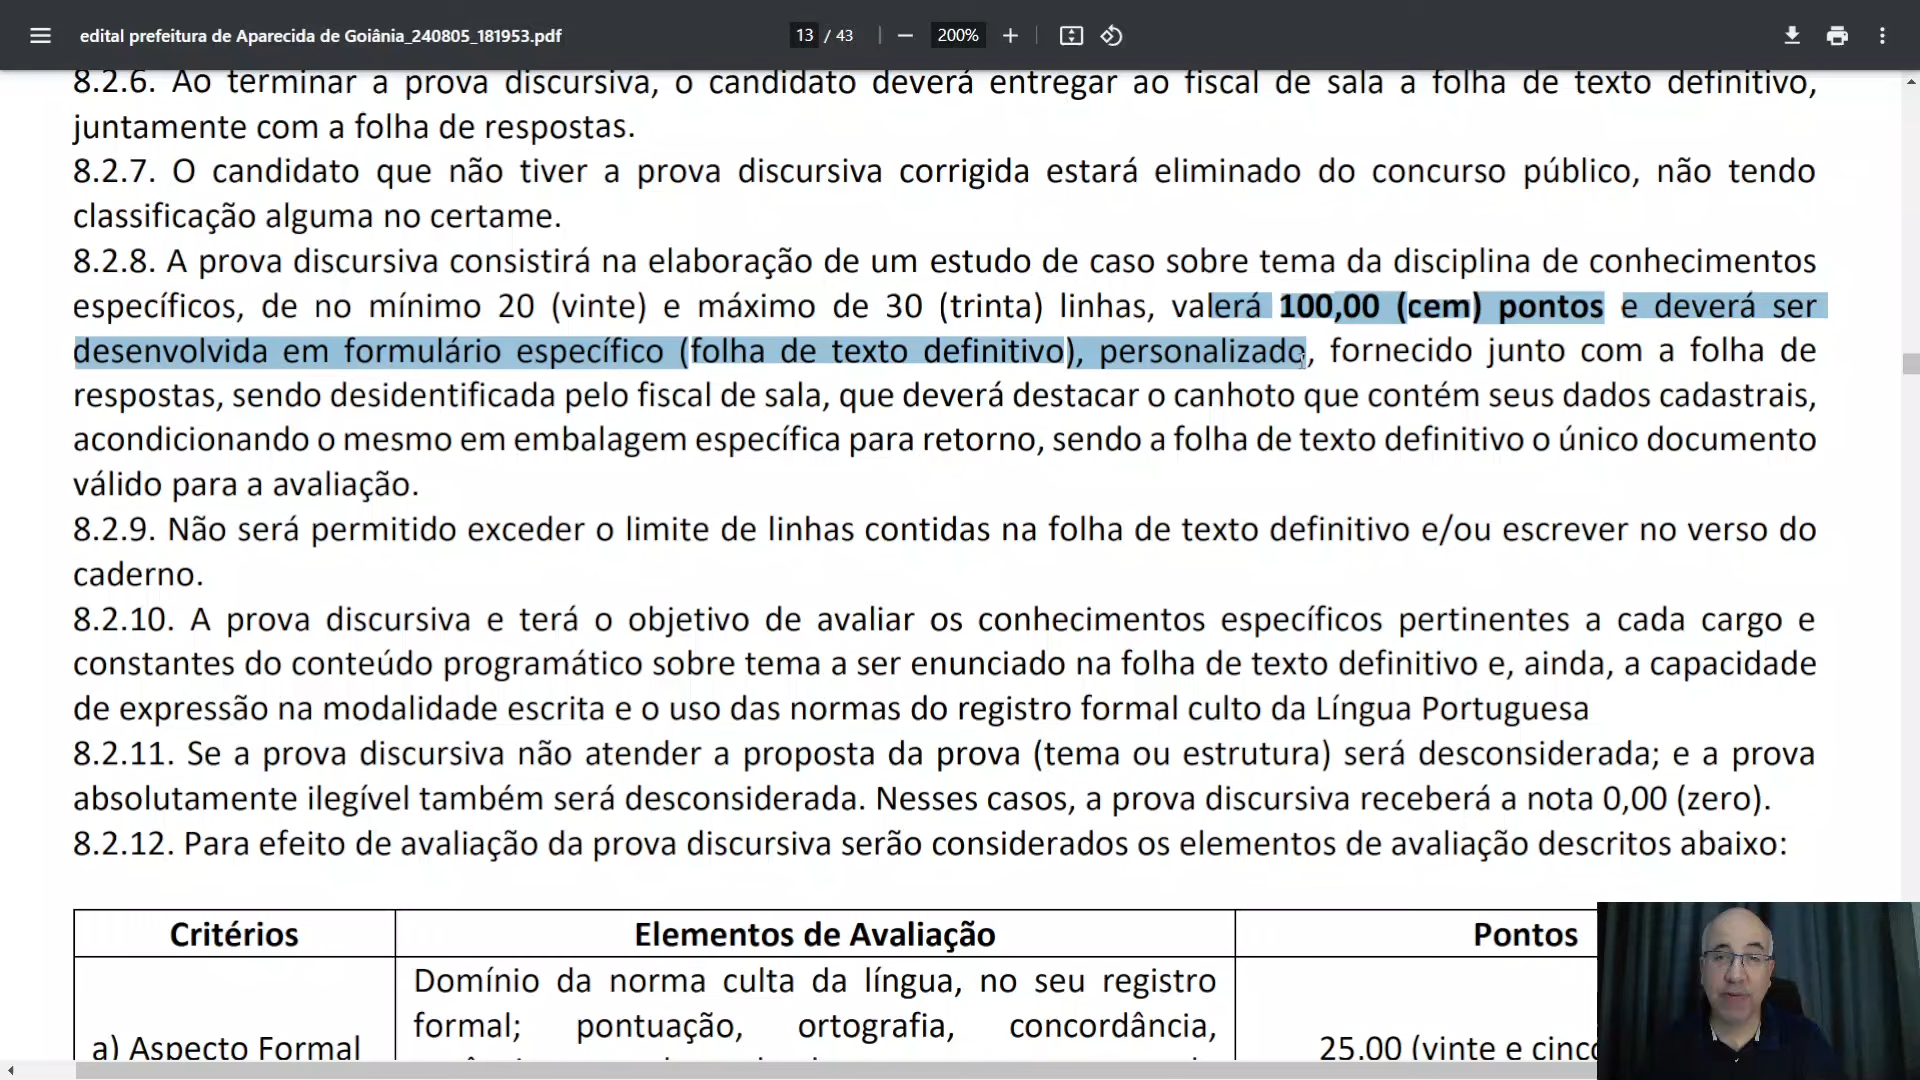 edital prefeitura de Aparecida de Goiânia_240805_181953.pdf
13 / 43
200%
8.2.6. Ao terminar a prova discursiva, o candidato deverá entregar ao fiscal de sala a folha de texto definitivo,
juntamente com a folha de respostas.
8.2.7. O candidato que não tiver a prova discursiva corrigida estará eliminado do concurso público, não tendo
classificação alguma no certame.
8.2.8. A prova discursiva consistirá na elaboração de um estudo de caso sobre tema da disciplina de conhecimentos
específicos, de no mínimo 20 (vinte) e máximo de 30 (trinta) linhas, valerá 100,00 (cem) pontos e deverá ser
desenvolvida em formulário específico (folha de texto definitivo), personalizado, fornecido junto com a folha de
respostas, sendo desidentificada pelo fiscal de sala, que deverá destacar o canhoto que contém seus dados cadastrais,
acondicionando o mesmo em embalagem específica para retorno, sendo a folha de texto definitivo o único documento
válido para a avaliação.
8.2.9. Não será permitido exceder o limite de linhas contidas na folha de texto definitivo e/ou escrever no verso do
caderno.
8.2.10. A prova discursiva e terá o objetivo de avaliar os conhecimentos específicos pertinentes a cada cargo e
constantes do conteúdo programático sobre tema a ser enunciado na folha de texto definitivo e, ainda, a capacidade
de expressão na modalidade escrita e o uso das normas do registro formal culto da Língua Portuguesa
8.2.11. Se a prova discursiva não atender a proposta da prova (tema ou estrutura) será desconsiderada; e a prova
absolutamente ilegível também será desconsiderada. Nesses casos, a prova discursiva receberá a nota 0,00 (zero).
8.2.12. Para efeito de avaliação da prova discursiva serão considerados os elementos de avaliação descritos abaixo:
Critérios
Elementos de Avaliação
Pontos
Domínio da norma culta da língua, no seu registro
formal; pontuação, ortografia, concordância,
a) Aspecto Formal
25,00 (vinte e cinco